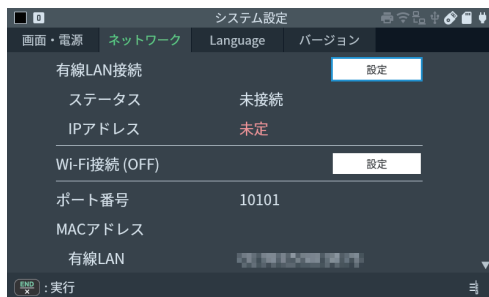 0 システム設定
画面・電源 ネットワーク Language バージョン
有線LAN接続 設定
ステータス 未接続
IPアドレス 未定
Wi-Fi接続 (OFF) 設定
ポート番号 10101
MACアドレス
有線LAN
END × : 実行